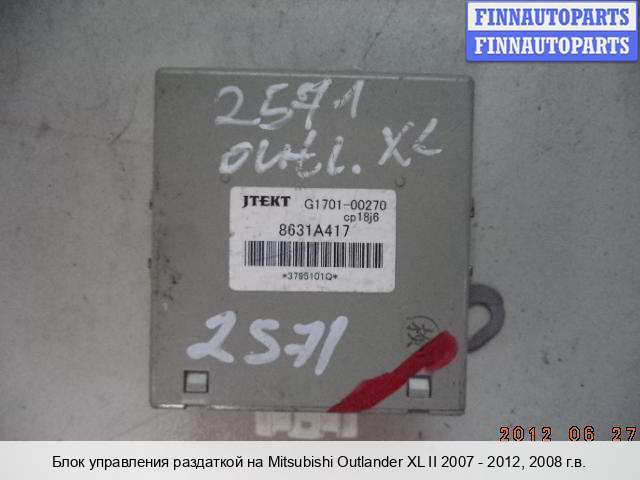 FINNAUTOPARTS
FINNAUTOPARTS
2571
OUTL. XL
JTEKT G1701-00270
cp18j6
8631A417
*3795101Q*
2571
2012 06 27
Блок управления раздаткой на Mitsubishi Outlander XL II 2007 - 2012, 2008 г.в.